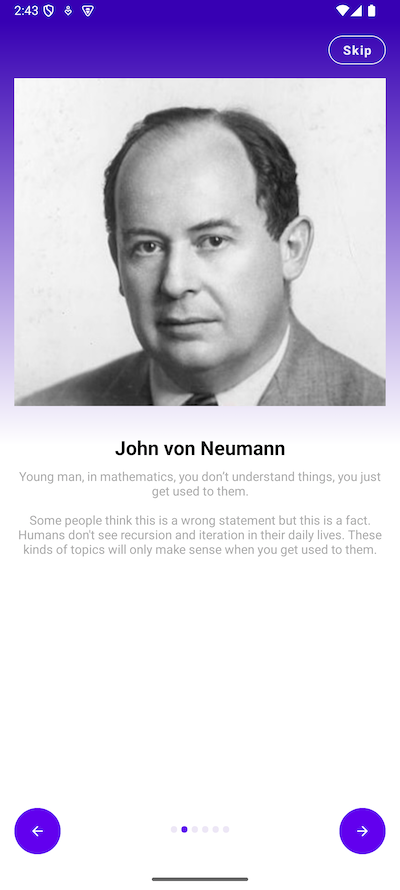 2:43
Skip
John von Neumann
Young man, in mathematics, you don't understand things, you just
get used to them.
Some people think this is a wrong statement but this is a fact.
Humans don't see recursion and iteration in their daily lives. These
kinds of topics will only make sense when you get used to them.